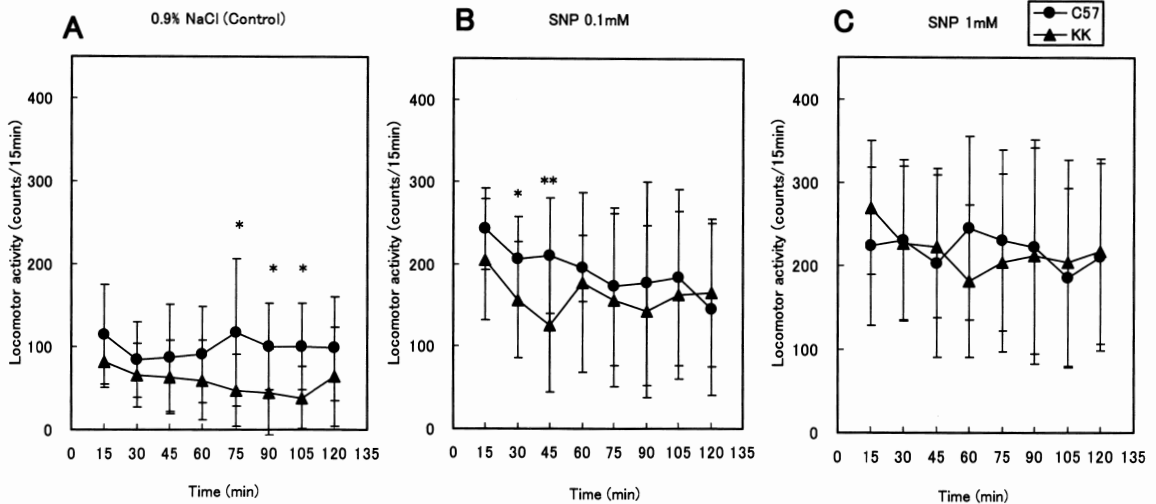 A
0.9% NaCl (Control)
Locomotor activity (counts/15min)
400
300
200
100
0
*
*
*
0 15 30 45 60 75 90 105 120 135
Time (min)
B
SNP 0.1mM
Locomotor activity (counts/15min)
400
300
200
100
0
*
**
0 15 30 45 60 75 90 105 120 135
Time (min)
C
SNP 1mM
C57
KK
Locomotor activity (counts/15min)
400
300
200
100
0
0 15 30 45 60 75 90 105 120 135
Time (min)